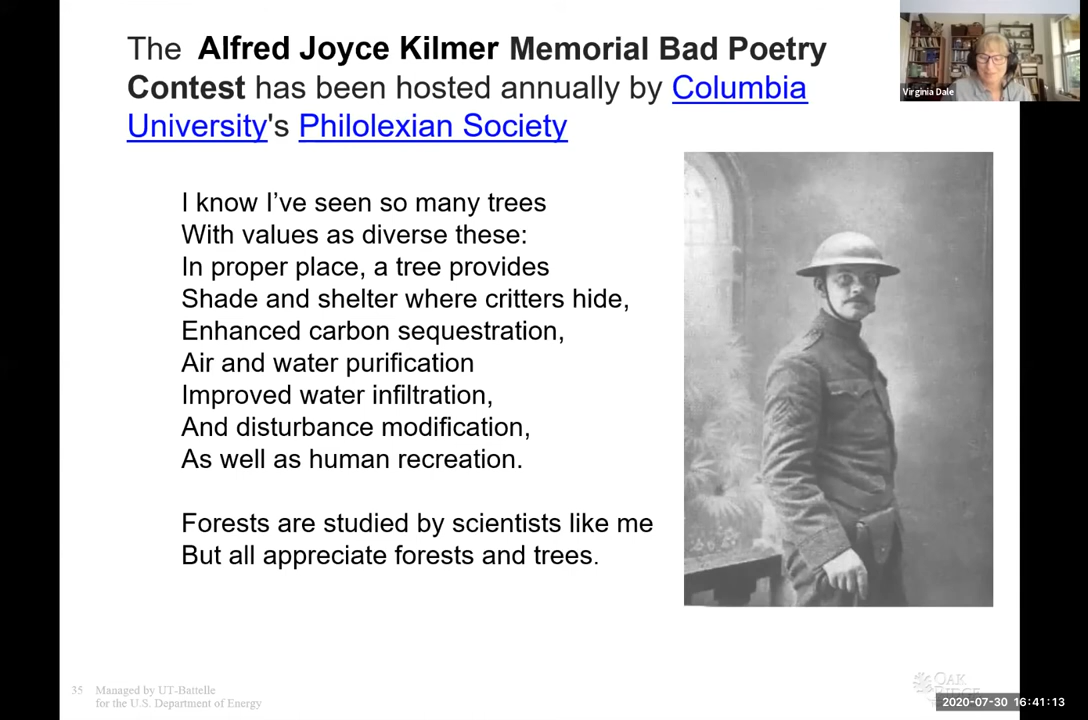 The Alfred Joyce Kilmer Memorial Bad Poetry
Contest has been hosted annually by Columbia
University's Philolexian Society
Virginia Dale
I know I've seen so many trees
With values as diverse these:
In proper place, a tree provides
Shade and shelter where critters hide,
Enhanced carbon sequestration,
Air and water purification
Improved water infiltration,
And disturbance modification,
As well as human recreation.
Forests are studied by scientists like me
But all appreciate forests and trees.
35 Managed by UT-Battelle
for the U.S. Department of Energy
OAK
2020-07-30 16:41:13